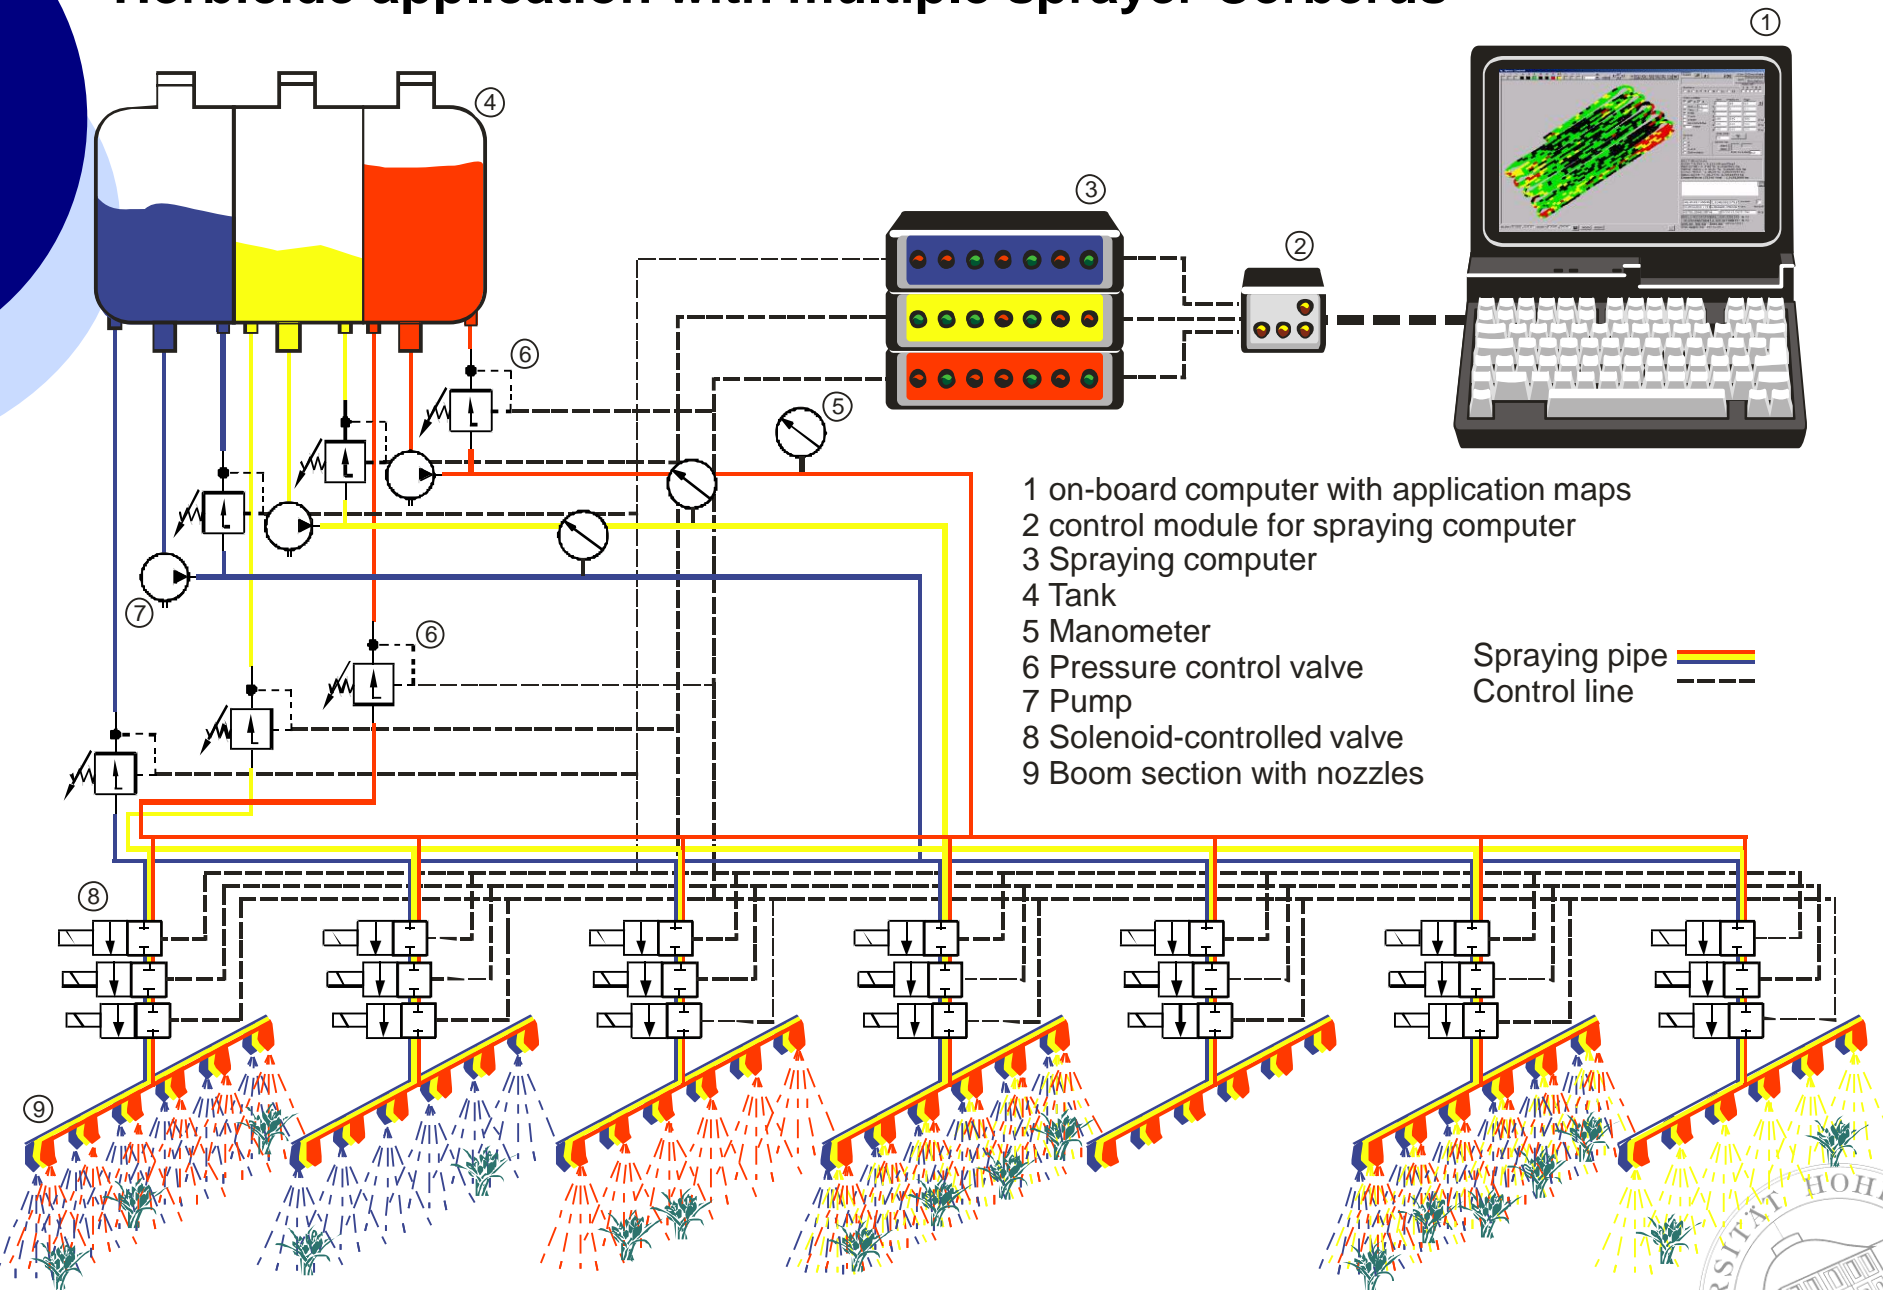 Herbicide application with multiple sprayer Cerberus
1
4
3
2
6
5
7
6
1 on-board computer with application maps
2 control module for spraying computer
3 Spraying computer
4 Tank
5 Manometer
6 Pressure control valve
7 Pump
8 Solenoid-controlled valve
9 Boom section with nozzles
Spraying pipe
Control line
8
9